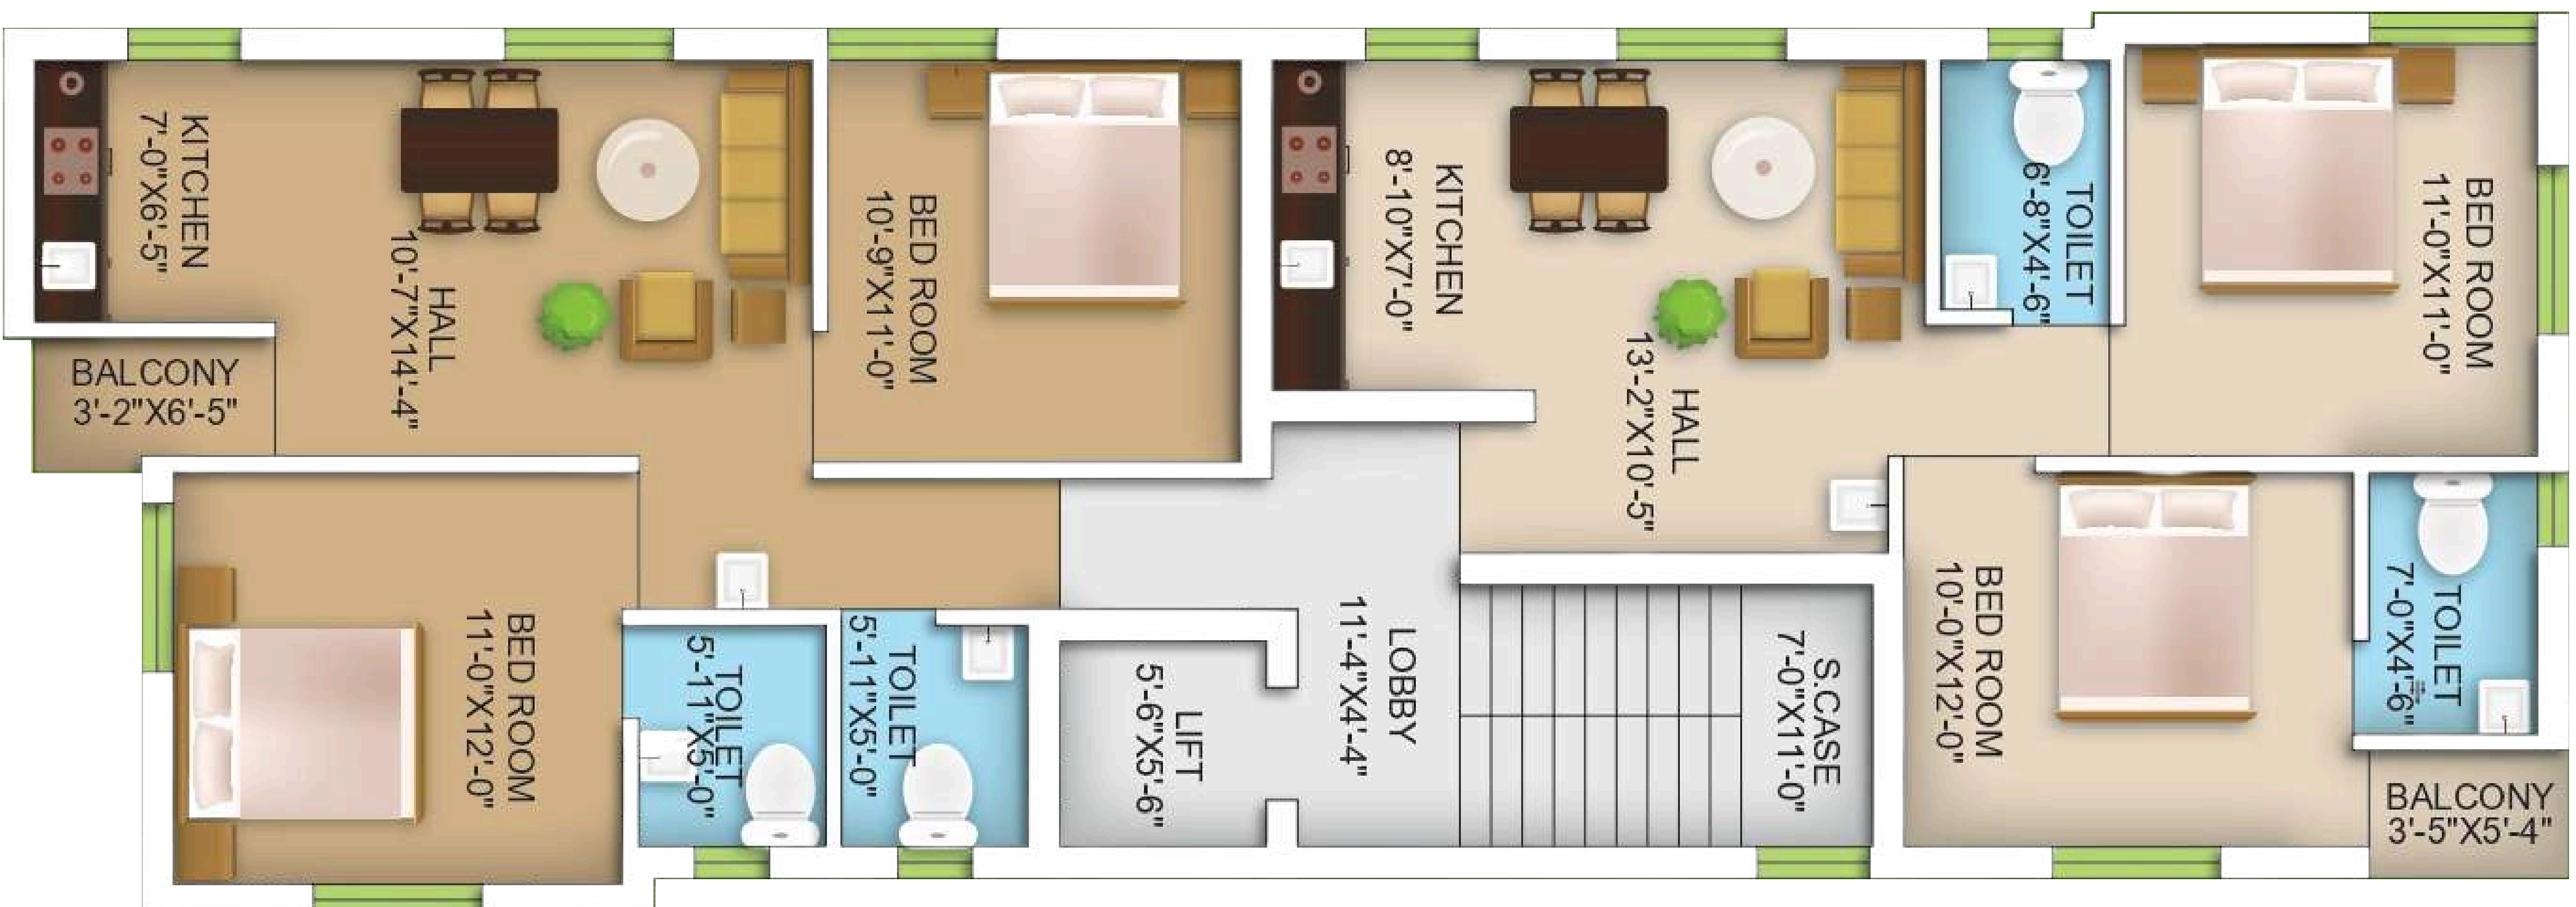 KITCHEN
7'-0"X6'-5"
HALL
10'-7"X14'-4"
BALCONY
3'-2"X6'-5"
BED ROOM
10'-9"X11'-0"
BED ROOM
11'-0"X12'-0"
TOILET
5'-11"X5'-0"
TOILET
5'-11"X5'-0"
LIFT
5'-6"X5'-6"
LOBBY
11'-4"X4'-4"
S.CASE
7'-0"X11'-0"
KITCHEN
8'-10"X7'-0"
HALL
13'-2"X10'-5"
TOILET
6'-8"X4'-6"
BED ROOM
11'-0"X11'-0"
BED ROOM
10'-0"X12'-0"
TOILET
7'-0"X4'-6"
BALCONY
3'-5"X5'-4"